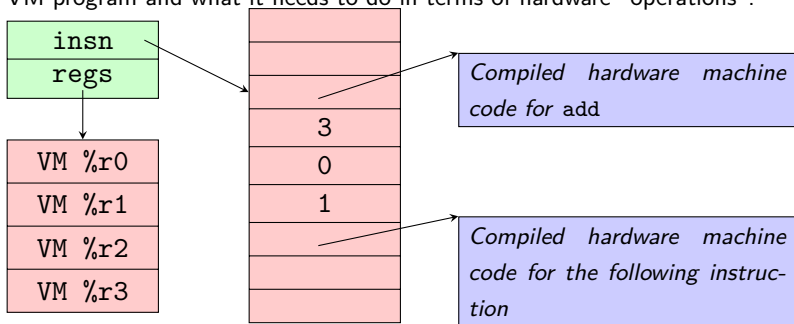 VM program and what it needs to do in terms of hardware "operations".
insn
regs
VM %r0
VM %r1
VM %r2
VM %r3
3
0
1
Compiled hardware machine
code for add
Compiled hardware machine
code for the following instruc-
tion